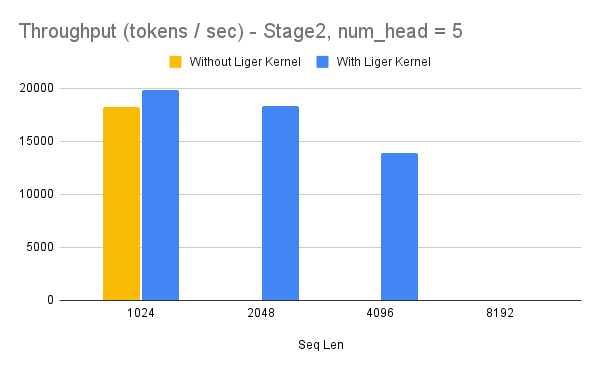 Throughput (tokens / sec) - Stage2, num_head = 5
Without Liger Kernel With Liger Kernel
20000
15000
10000
5000
0
1024 2048 4096 8192
Seq Len